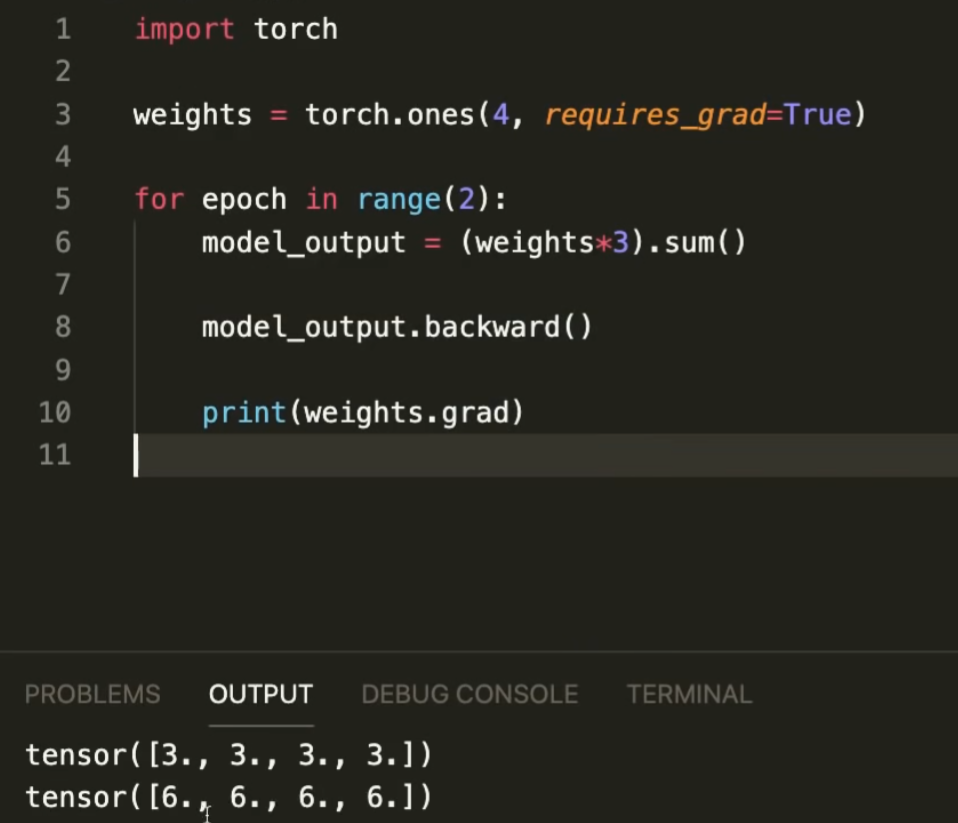 1 import torch
2
3 weights = torch.ones(4, requires_grad=True)
4
5 for epoch in range(2):
6     model_output = (weights*3).sum()
7
8     model_output.backward()
9
10     print(weights.grad)
11
PROBLEMS OUTPUT DEBUG CONSOLE TERMINAL
tensor([3., 3., 3., 3.])
tensor([6., 6., 6., 6.])